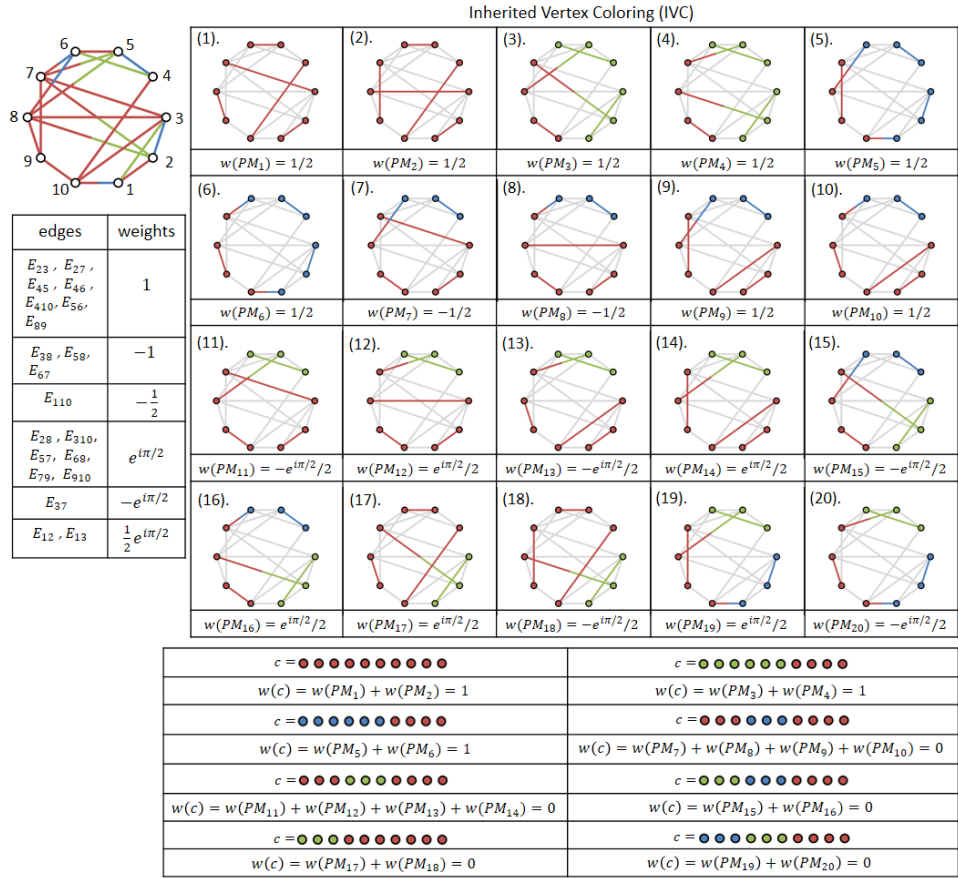 Inherited Vertex Coloring (IVC)
6 5
7 4
8 3
9 2
10 1
(1). (2). (3). (4). (5).
w(PM₁) = 1/2 w(PM₂) = 1/2 w(PM₃) = 1/2 w(PM₄) = 1/2 w(PM₅) = 1/2
(6). (7). (8). (9). (10).
w(PM₆) = 1/2 w(PM₇) = −1/2 w(PM₈) = −1/2 w(PM₉) = 1/2 w(PM₁₀) = 1/2
(11). (12). (13). (14). (15).
w(PM₁₁) = −e^{iπ/2}/2 w(PM₁₂) = e^{iπ/2}/2 w(PM₁₃) = −e^{iπ/2}/2 w(PM₁₄) = e^{iπ/2}/2 w(PM₁₅) = −e^{iπ/2}/2
(16). (17). (18). (19). (20).
w(PM₁₆) = e^{iπ/2}/2 w(PM₁₇) = e^{iπ/2}/2 w(PM₁₈) = −e^{iπ/2}/2 w(PM₁₉) = e^{iπ/2}/2 w(PM₂₀) = −e^{iπ/2}/2
edges weights
E₂₃ , E₂₇ ,
E₄₅ , E₄₆ , 1
E₄₁₀, E₅₆ ,
E₈₉
E₃₈ , E₅₈, −1
E₆₇
E₁₁₀ −1/2
E₂₈ , E₃₁₀,
E₅₇ , E₆₈, e^{iπ/2}
E₇₉, E₉₁₀
E₃₇ −e^{iπ/2}
E₁₂ , E₁₃ 1/2 e^{iπ/2}
c = c =
w(c) = w(PM₁) + w(PM₂) = 1 w(c) = w(PM₃) + w(PM₄) = 1
c = c =
w(c) = w(PM₅) + w(PM₆) = 1 w(c) = w(PM₇) + w(PM₈) + w(PM₉) + w(PM₁₀) = 0
c = c =
w(c) = w(PM₁₁) + w(PM₁₂) + w(PM₁₃) + w(PM₁₄) = 0 w(c) = w(PM₁₅) + w(PM₁₆) = 0
c = c =
w(c) = w(PM₁₇) + w(PM₁₈) = 0 w(c) = w(PM₁₉) + w(PM₂₀) = 0